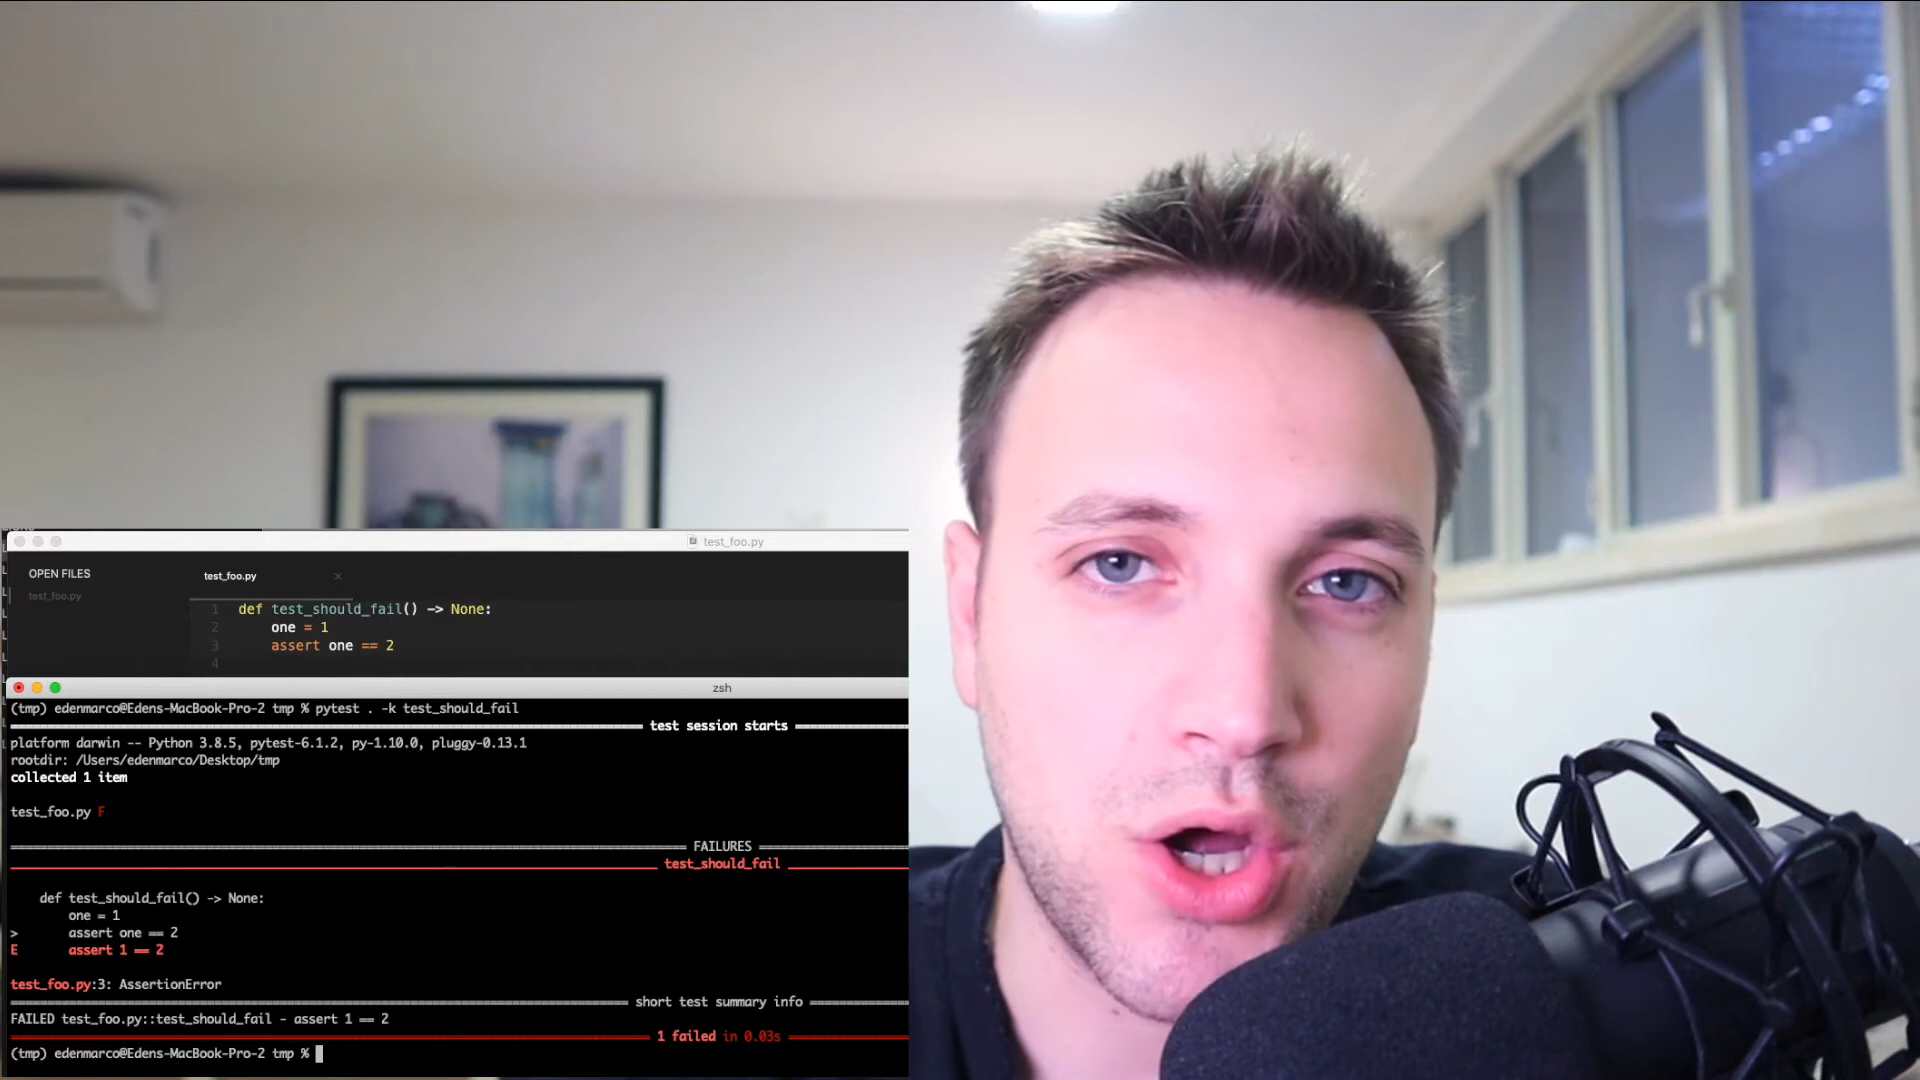 test_foo.py
OPEN FILES
test_foo.py
test_foo.py ×
1 def test_should_fail() -> None:
2 one = 1
3 assert one == 2
4
zsh
(tmp) edenmarco@Edens-MacBook-Pro-2 tmp % pytest . -k test_should_fail
test session starts
platform darwin -- Python 3.8.5, pytest-6.1.2, py-1.10.0, pluggy-0.13.1
rootdir: /Users/edenmarco/Desktop/tmp
collected 1 item
test_foo.py F
FAILURES
test_should_fail
def test_should_fail() -> None:
one = 1
> assert one == 2
E assert 1 == 2
test_foo.py:3: AssertionError
short test summary info
FAILED test_foo.py::test_should_fail - assert 1 == 2
1 failed in 0.03s
(tmp) edenmarco@Edens-MacBook-Pro-2 tmp %